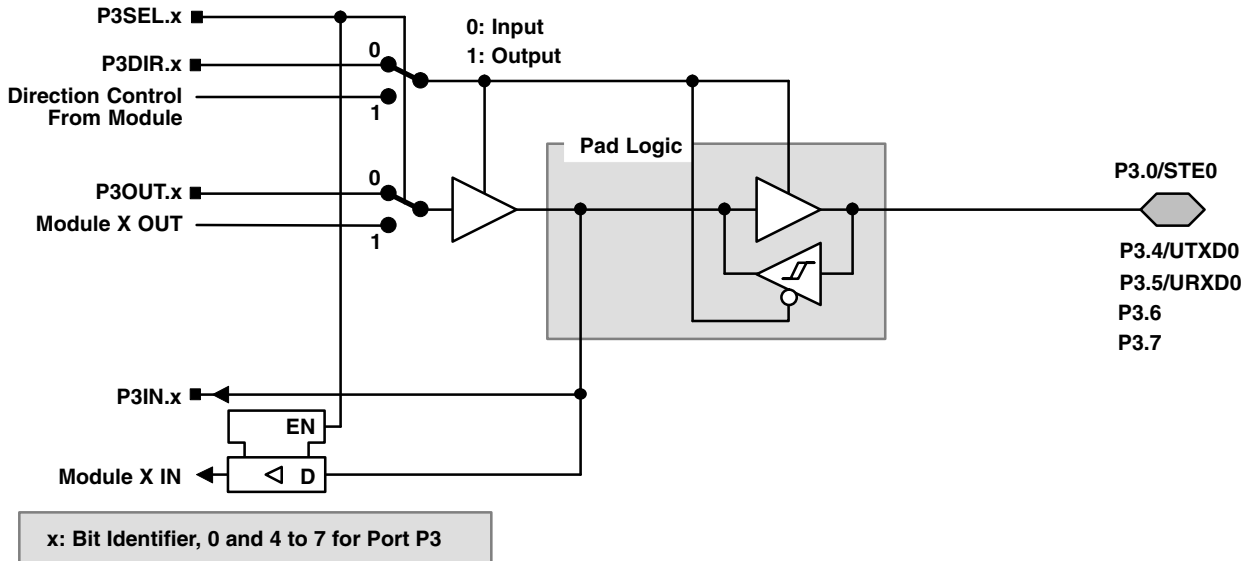 P3SEL.x
0: Input
1: Output
0
P3DIR.x
Direction Control
From Module
1
Pad Logic
P3.0/STE0
0
P3OUT.x
Module X OUT
1
P3.4/UTXD0
P3.5/URXD0
P3.6
P3.7
P3IN.x
EN
Module X IN
D
x: Bit Identifier, 0 and 4 to 7 for Port P3